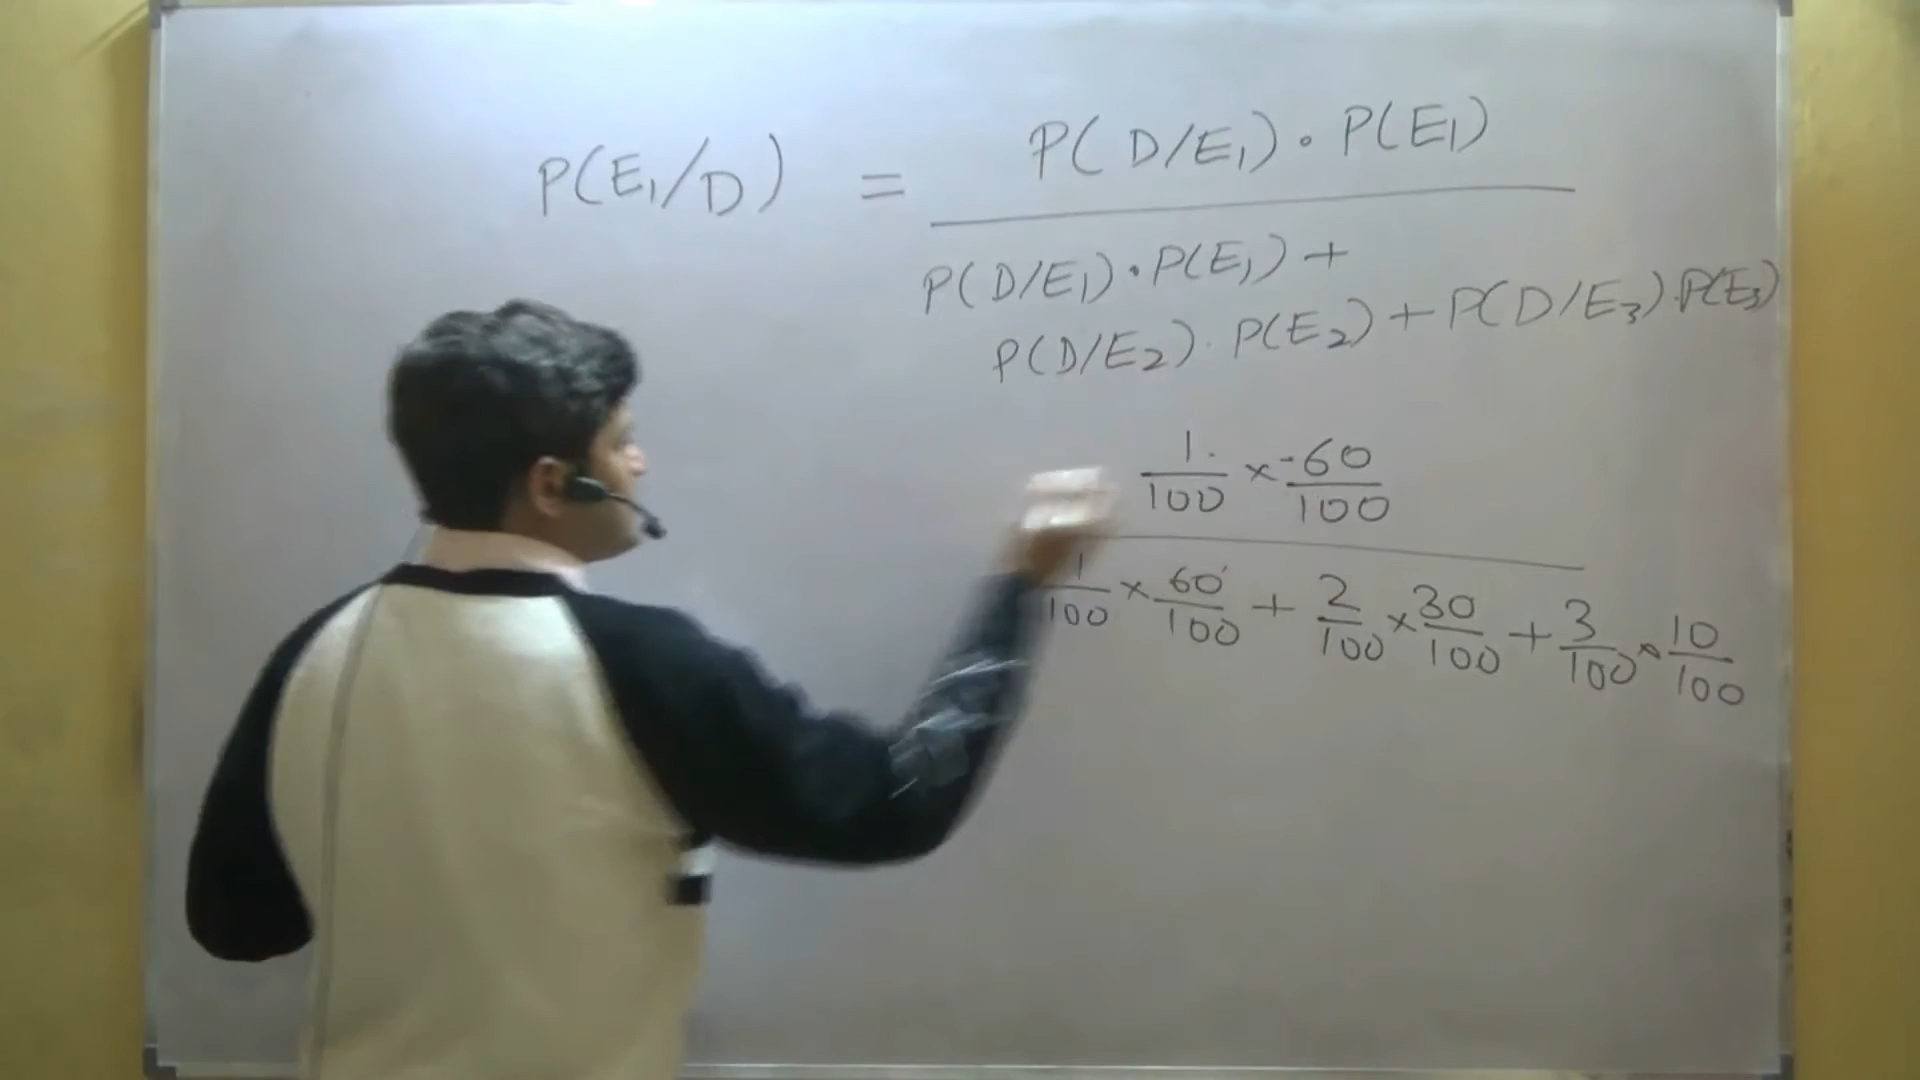 P(E₁/D) = P(D/E₁) · P(E₁)
P(D/E₁) · P(E₁) +
P(D/E₂) · P(E₂) + P(D/E₃) · P(E₃)
1/100 × 60/100
1/100 × 60/100 + 2/100 × 30/100 + 3/100 × 10/100